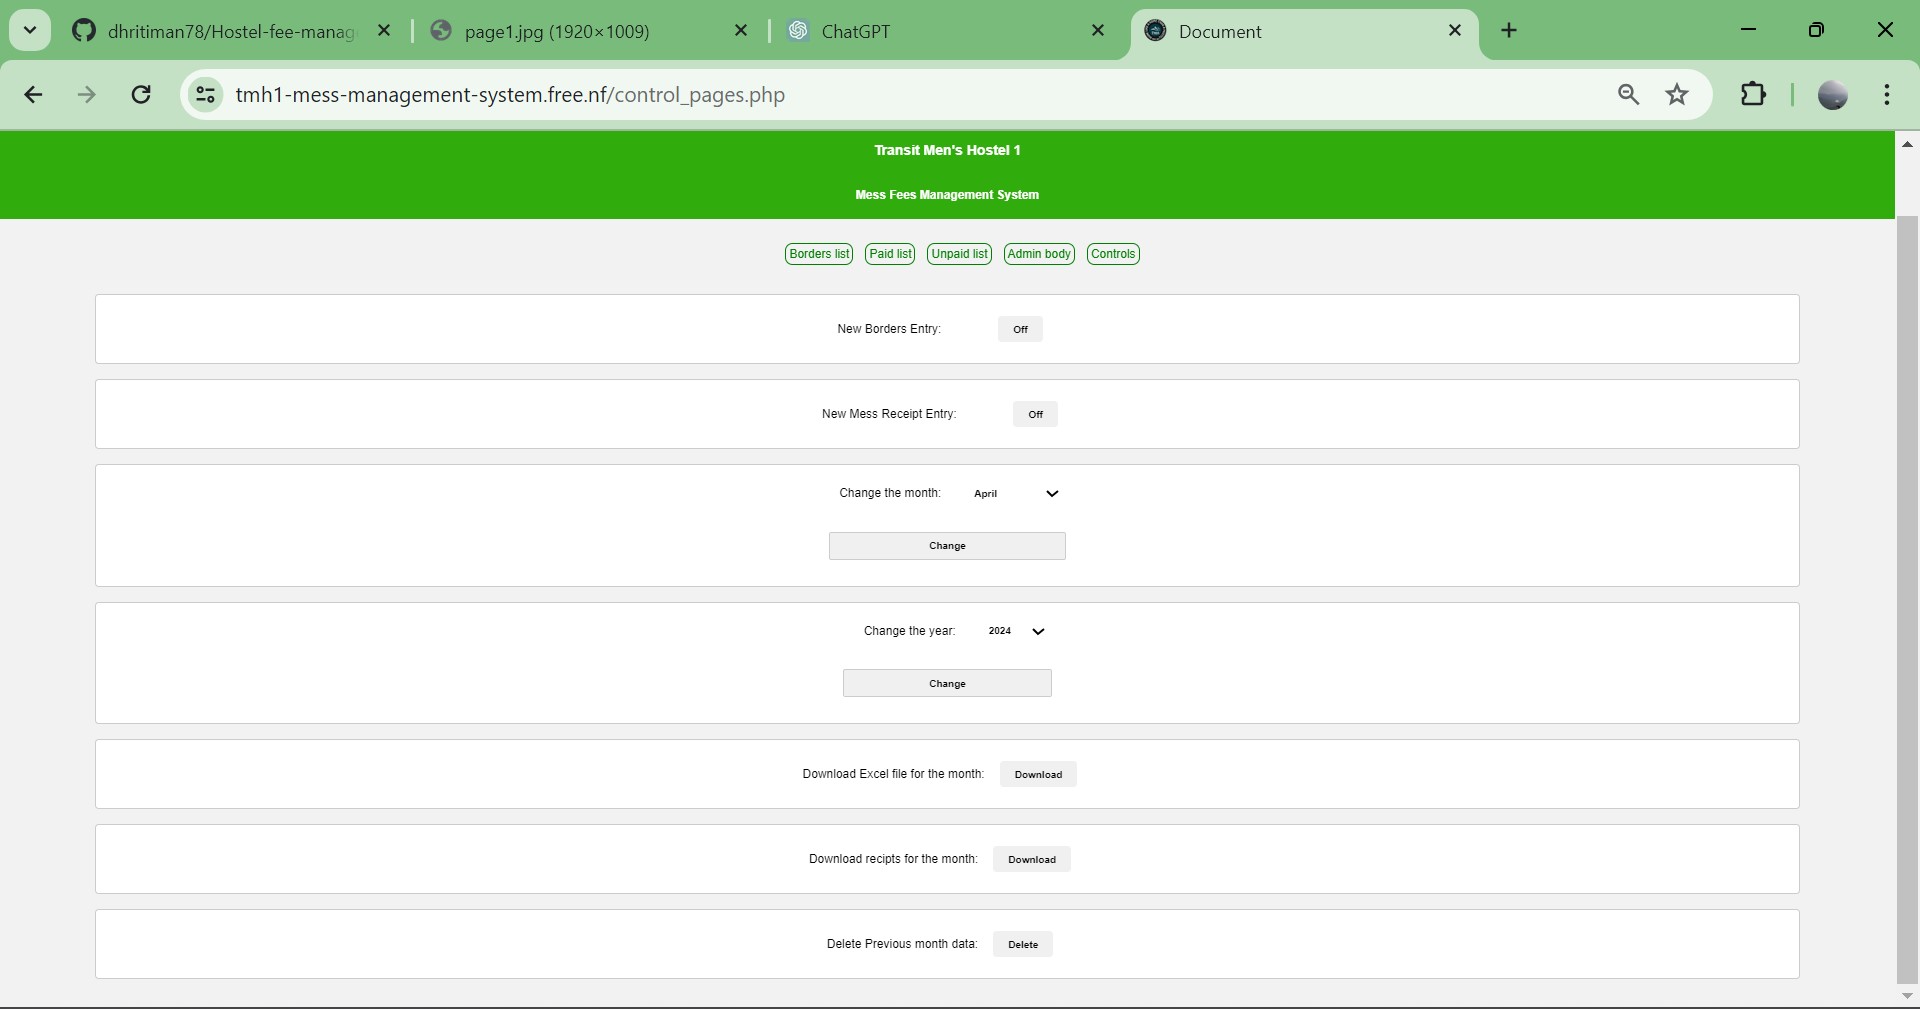 dhritiman78/Hostel-fee-manag
page1.jpg (1920×1009)
ChatGPT
Document
tmh1-mess-management-system.free.nf/control_pages.php
Transit Men's Hostel 1
Mess Fees Management System
Borders list Paid list Unpaid list Admin body Controls
New Borders Entry: Off
New Mess Receipt Entry: Off
Change the month: April
Change
Change the year: 2024
Change
Download Excel file for the month: Download
Download recipts for the month: Download
Delete Previous month data: Delete